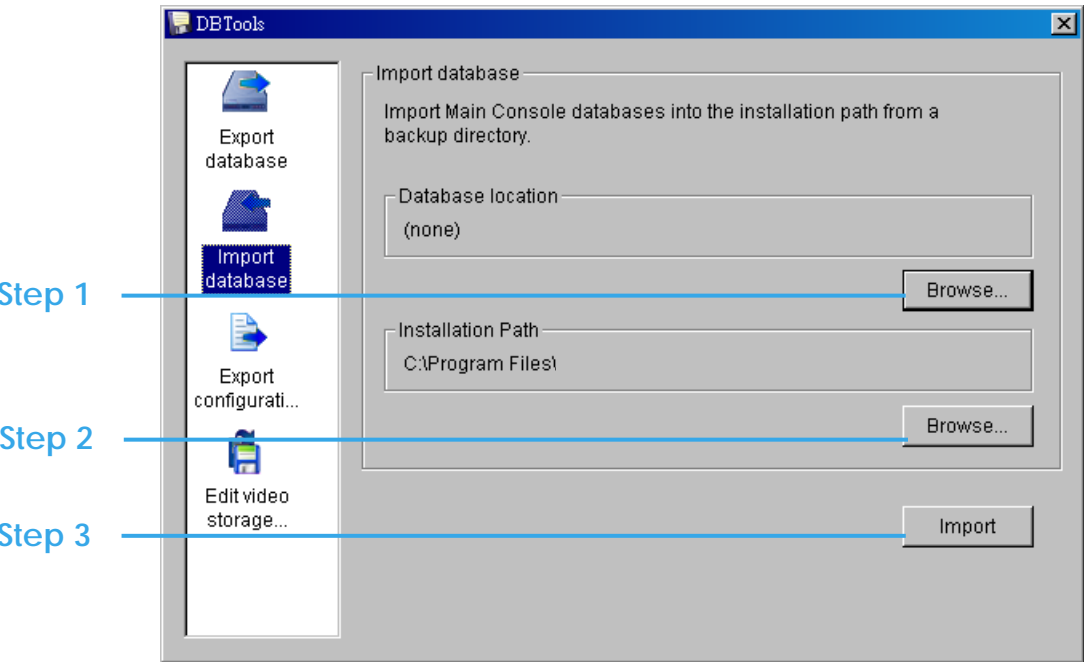 DBTools
Export
database
Import
database
Export
configurati...
Edit video
storage...
Import database
Import Main Console databases into the installation path from a
backup directory.
Database location
(none)
Browse...
Installation Path
C:\Program Files\
Browse...
Import
Step 1
Step 2
Step 3